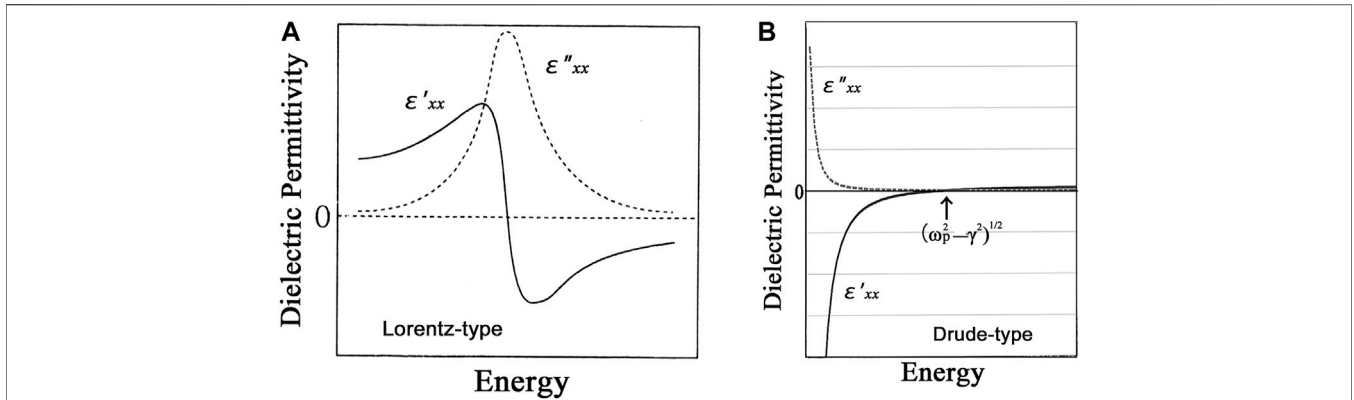 A
Dielectric Permittivity
ε″xx
ε′xx
0
Lorentz-type
Energy
B
Dielectric Permittivity
ε″xx
0
(ω²p—γ²)¹/²
ε′xx
Drude-type
Energy